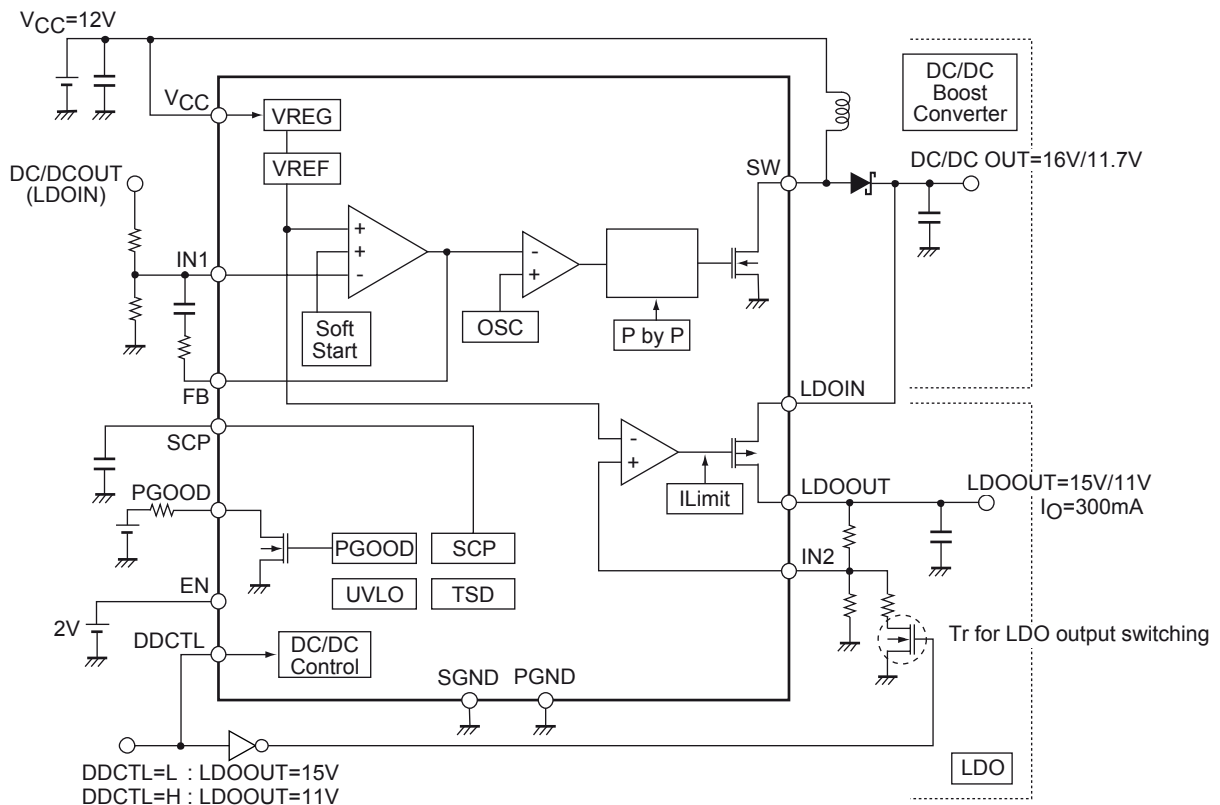 VCC=12V
DC/DC
Boost
Converter
VCC
VREG
VREF
SW
DC/DC OUT=16V/11.7V
DC/DCOUT
(LDOIN)
+
+
-
-
+
IN1
Soft
Start
OSC
P by P
FB
LDOIN
SCP
-
+
PGOOD
ILimit
LDOOUT
LDOOUT=15V/11V
IO=300mA
PGOOD
SCP
IN2
EN
UVLO
TSD
2V
DDCTL
DC/DC
Control
Tr for LDO output switching
SGND
PGND
LDO
DDCTL=L : LDOOUT=15V
DDCTL=H : LDOOUT=11V